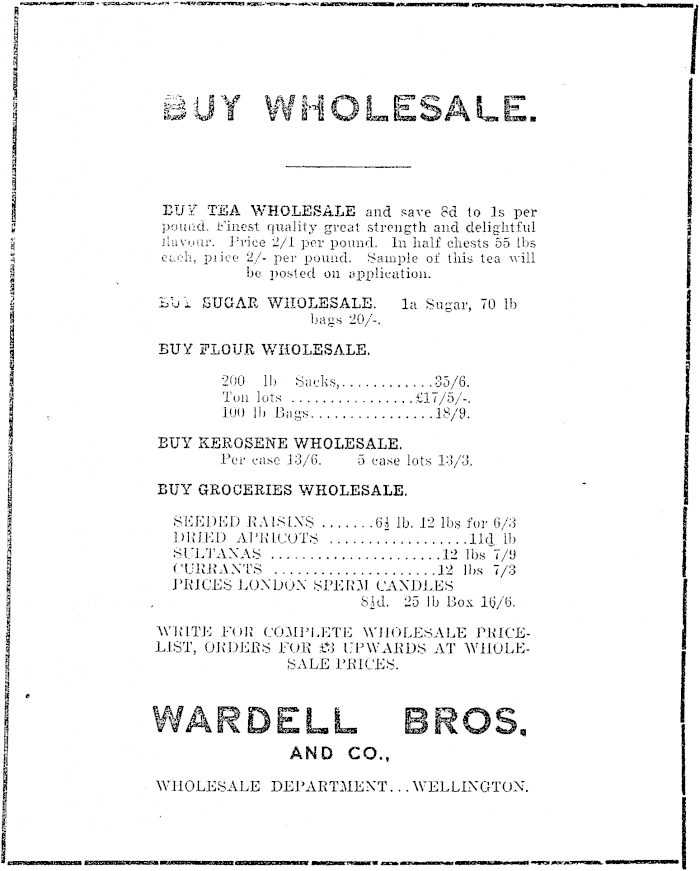 BUY WHOLESALE.
BUY TEA WHOLESALE and save 8d to 1s per
pound. Finest quality great strength and delightful
flavour. Price 2/1 per pound. In half chests 55 lbs
each, price 2/- per pound. Sample of this tea will
be posted on application.
BUY SUGAR WHOLESALE. 1a Sugar, 70 lb
bags 20/-.
BUY FLOUR WHOLESALE.
200 lb Sacks,............35/6.
Ton lots ................£17/5/-.
100 lb Bags................18/9.
BUY KEROSENE WHOLESALE.
Per case 13/6. 5 case lots 13/3.
BUY GROCERIES WHOLESALE.
SEEDED RAISINS .......6½ lb. 12 lbs for 6/3
DRIED APRICOTS ..................11d lb
SULTANAS ......................12 lbs 7/9
CURRANTS .....................12 lbs 7/3
PRICES LONDON SPERM CANDLES
8½d. 25 lb Box 16/6.
WRITE FOR COMPLETE WHOLESALE PRICE-
LIST, ORDERS FOR £3 UPWARDS AT WHOLE-
SALE PRICES.
WARDELL BROS.
AND CO.,
WHOLESALE DEPARTMENT...WELLINGTON.